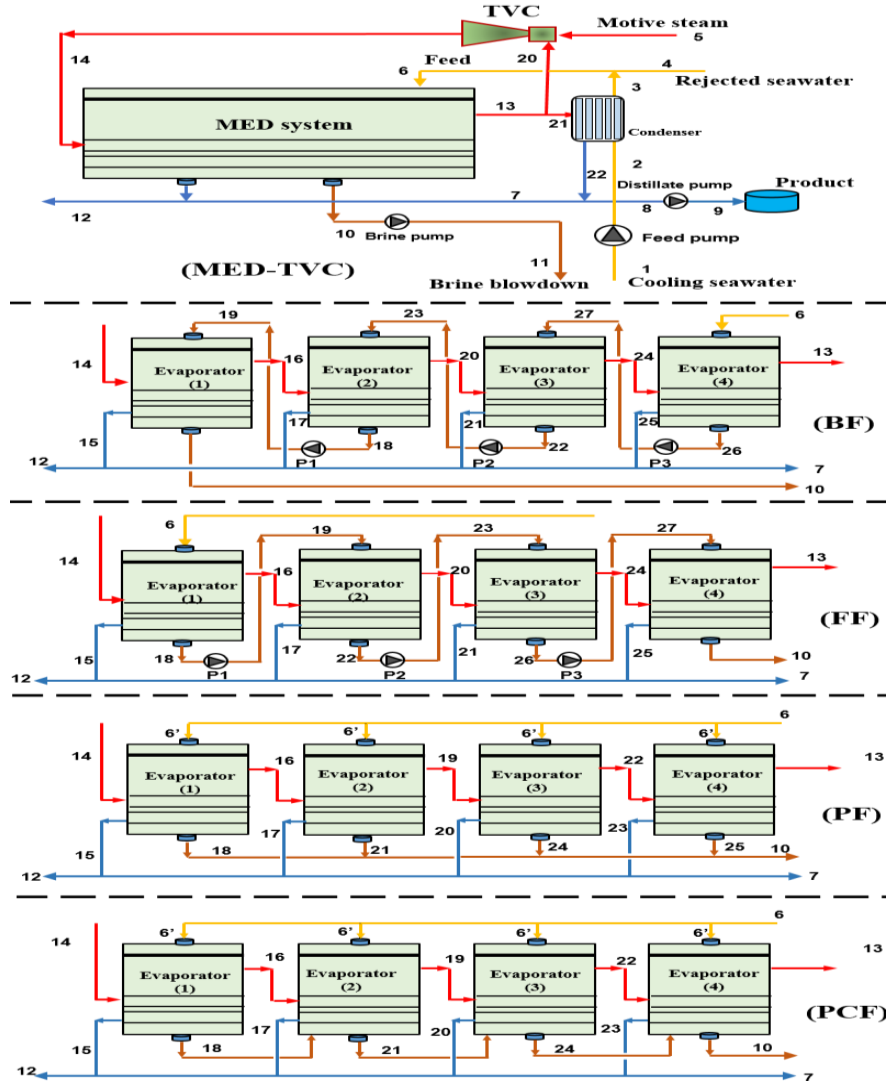 TVC
Motive steam
5
14
Feed
20
4
6
3
Rejected seawater
13
MED system
21
Condenser
2
22
Distillate pump
Product
7
12
8
9
10
Brine pump
Feed pump
11
(MED-TVC)
1
Brine blowdown
Cooling seawater
19
23
27
6
14
16
20
24
13
Evaporator
(1)
Evaporator
(2)
Evaporator
(3)
Evaporator
(4)
17
21
25
(BF)
15
18
22
26
P1
P2
P3
12
7
10
6
19
23
27
14
16
20
24
13
Evaporator
(1)
Evaporator
(2)
Evaporator
(3)
Evaporator
(4)
(FF)
15
18
17
22
21
26
25
10
P1
P2
P3
12
7
6
6’
6’
6’
6’
14
16
19
22
13
Evaporator
(1)
Evaporator
(2)
Evaporator
(3)
Evaporator
(4)
(PF)
17
20
23
15
18
21
24
25
10
12
7
6
6’
6’
6’
6’
14
16
19
22
13
Evaporator
(1)
Evaporator
(2)
Evaporator
(3)
Evaporator
(4)
(PCF)
17
20
23
15
18
21
24
10
12
7